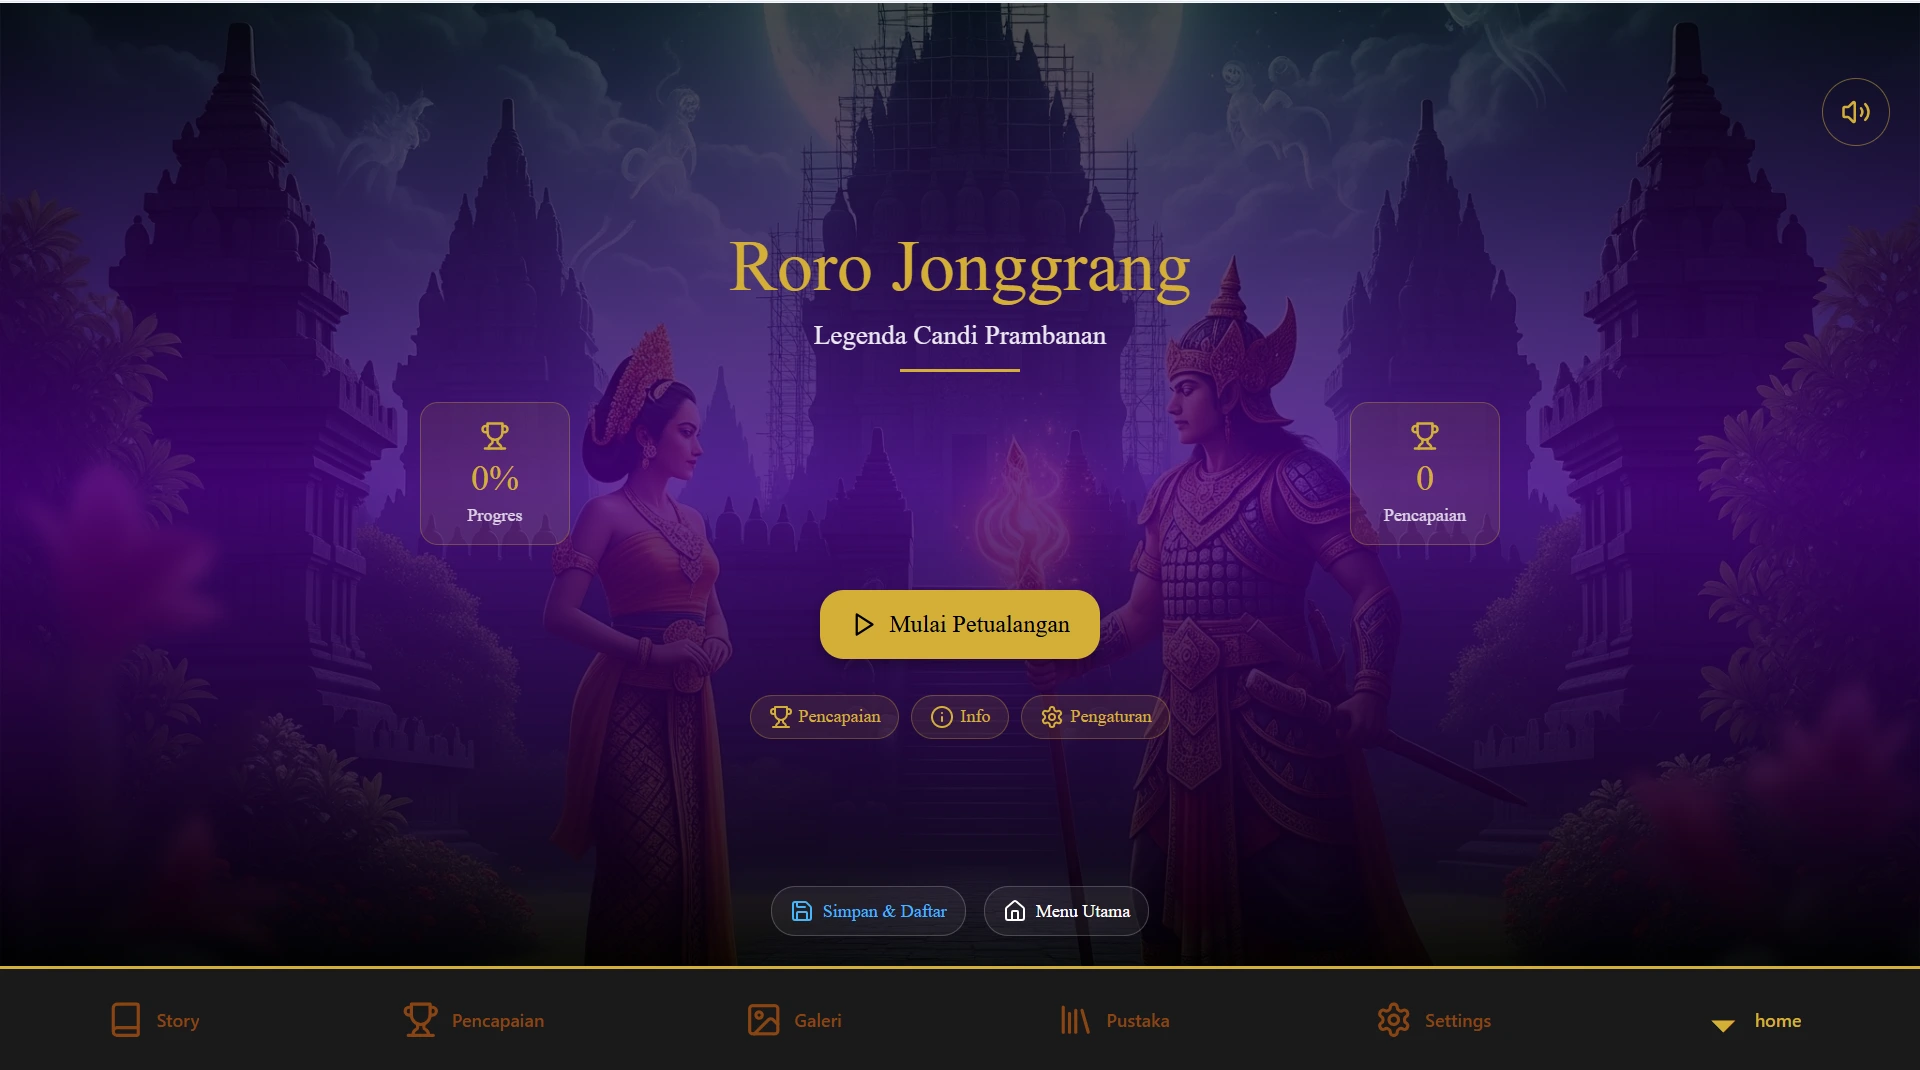 Roro Jonggrang
Legenda Candi Prambanan
0%
Progres
0
Pencapaian
Mulai Petualangan
Pencapaian
Info
Pengaturan
Simpan & Daftar
Menu Utama
Story
Pencapaian
Galeri
Pustaka
Settings
home